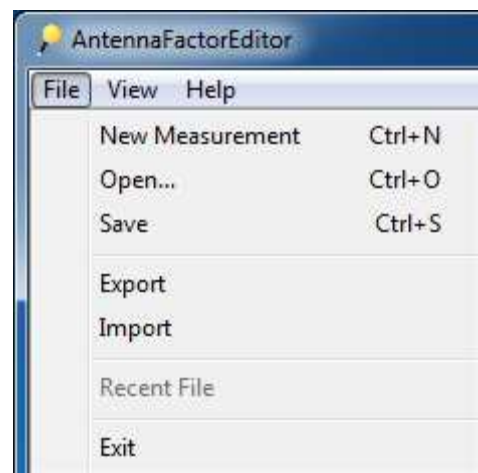 AntennaFactorEditor
File View Help
New Measurement Ctrl+N
Open... Ctrl+O
Save Ctrl+S
Export
Import
Recent File
Exit